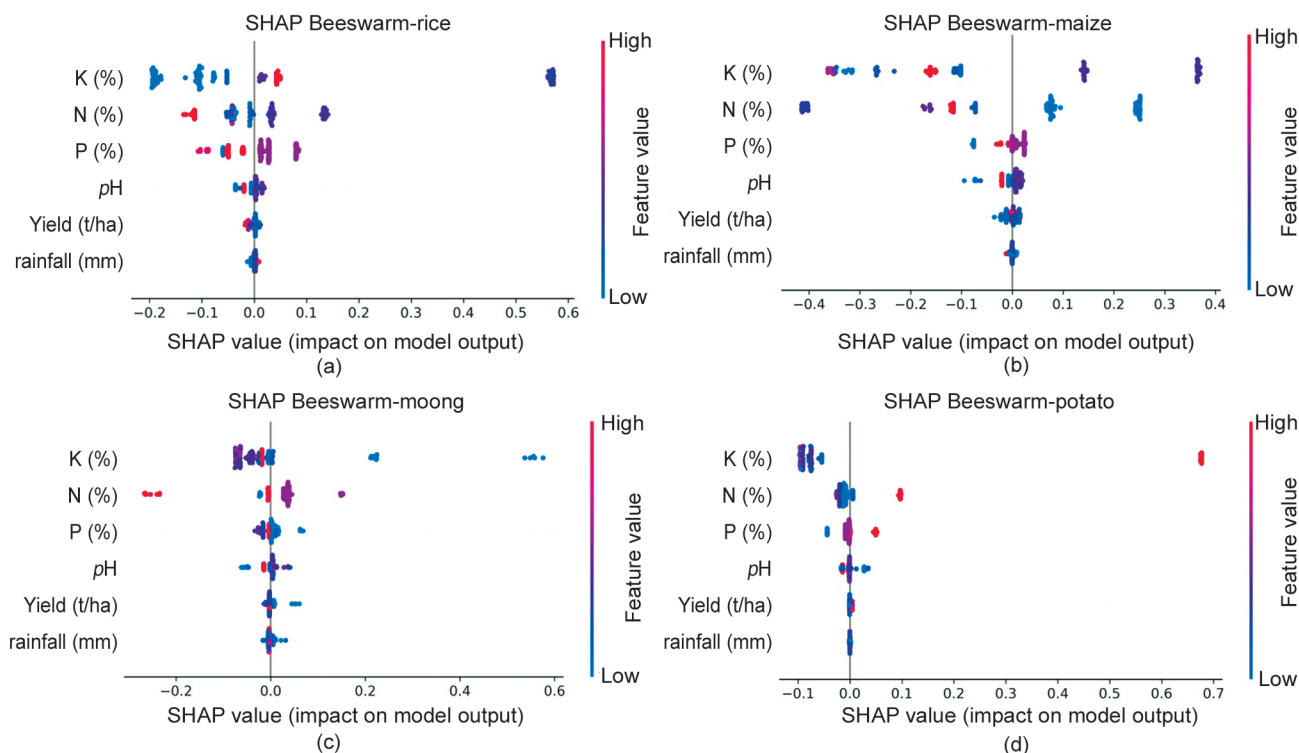 SHAP Beeswarm-rice
High
K (%)
N (%)
P (%)
pH
Yield (t/ha)
rainfall (mm)
Low
Feature value
−0.2 −0.1 0.0 0.1 0.2 0.3 0.4 0.5 0.6
SHAP value (impact on model output)
(a)
SHAP Beeswarm-maize
High
K (%)
N (%)
P (%)
pH
Yield (t/ha)
rainfall (mm)
Low
Feature value
−0.4 −0.3 −0.2 −0.1 0.0 0.1 0.2 0.3 0.4
SHAP value (impact on model output)
(b)
SHAP Beeswarm-moong
High
K (%)
N (%)
P (%)
pH
Yield (t/ha)
rainfall (mm)
Low
Feature value
−0.2 0.0 0.2 0.4 0.6
SHAP value (impact on model output)
(c)
SHAP Beeswarm-potato
High
K (%)
N (%)
P (%)
pH
Yield (t/ha)
rainfall (mm)
Low
Feature value
−0.1 0.0 0.1 0.2 0.3 0.4 0.5 0.6 0.7
SHAP value (impact on model output)
(d)